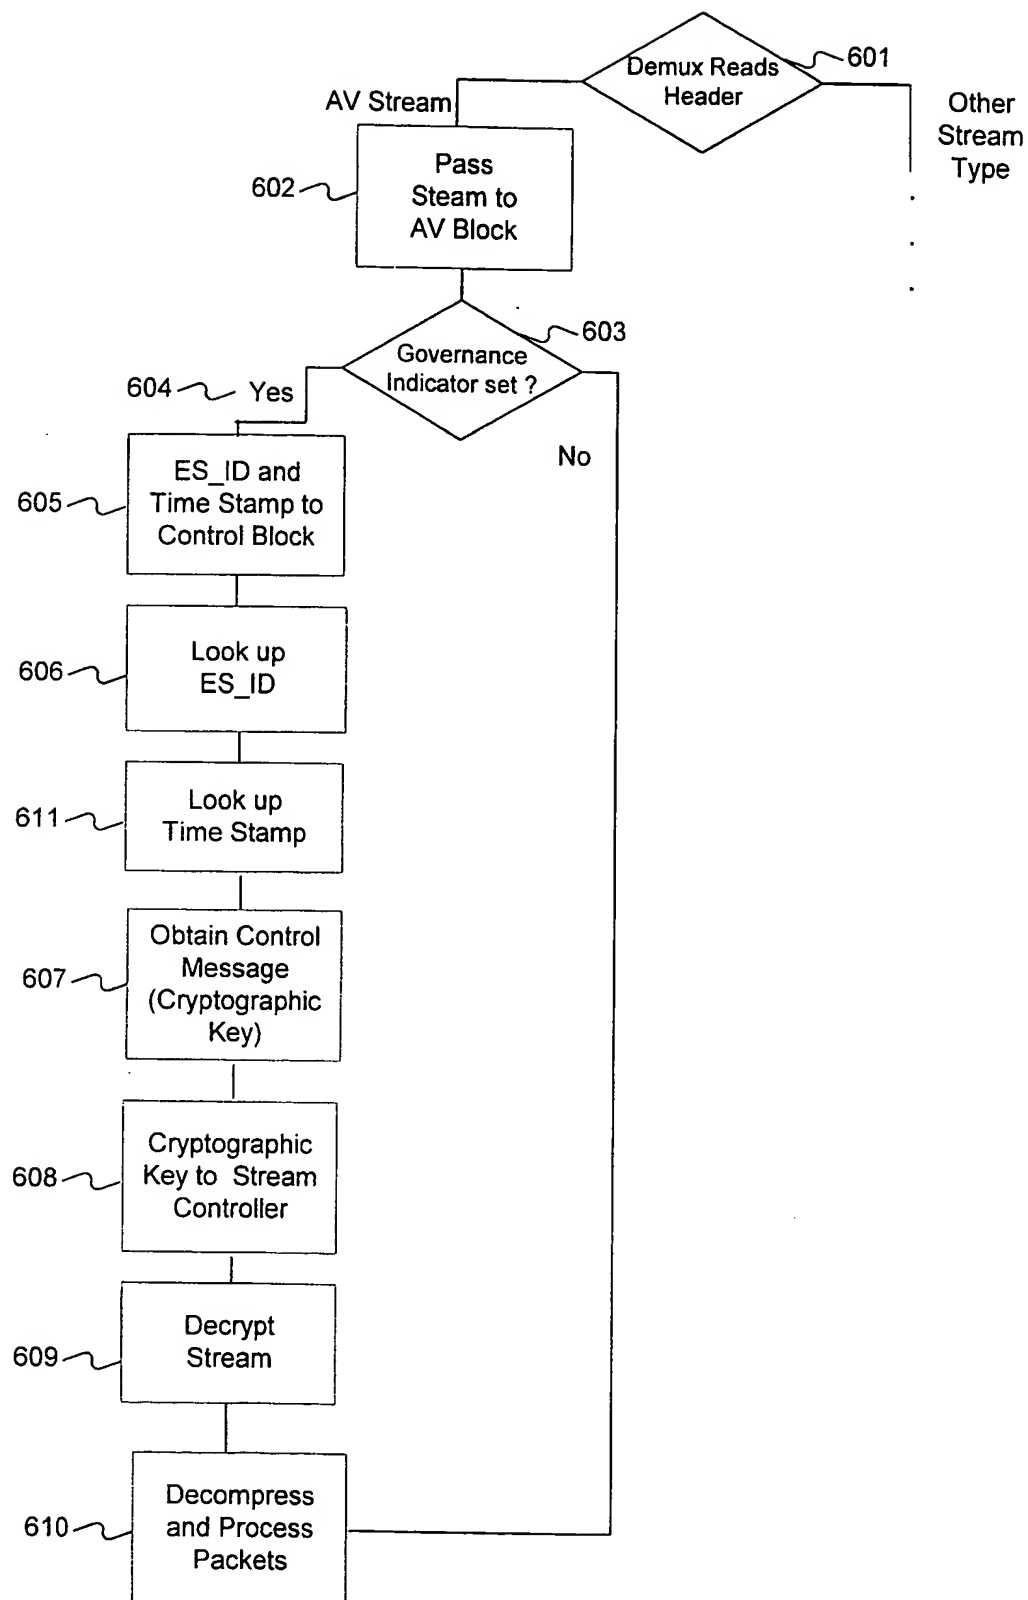 Demux Reads
Header
601
AV Stream
Other
Stream
Type
602
Pass
Steam to
AV Block
603
Governance
Indicator set ?
604
Yes
No
605
ES_ID and
Time Stamp to
Control Block
606
Look up
ES_ID
611
Look up
Time Stamp
607
Obtain Control
Message
(Cryptographic
Key)
608
Cryptographic
Key to Stream
Controller
609
Decrypt
Stream
610
Decompress
and Process
Packets